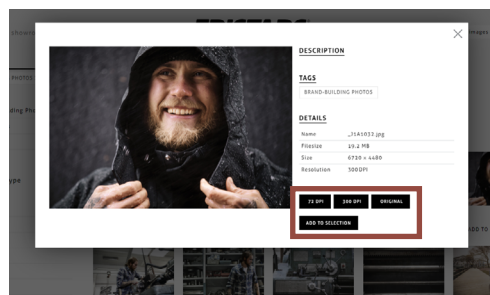 DESCRIPTION
TAGS
BRAND-BUILDING PHOTOS
DETAILS
Name _J1A1032.jpg
Filesize 19.2 MB
Size 6720 x 4480
Resolution 300DPI
72 DPI 300 DPI ORIGINAL
ADD TO SELECTION
PHOTOS